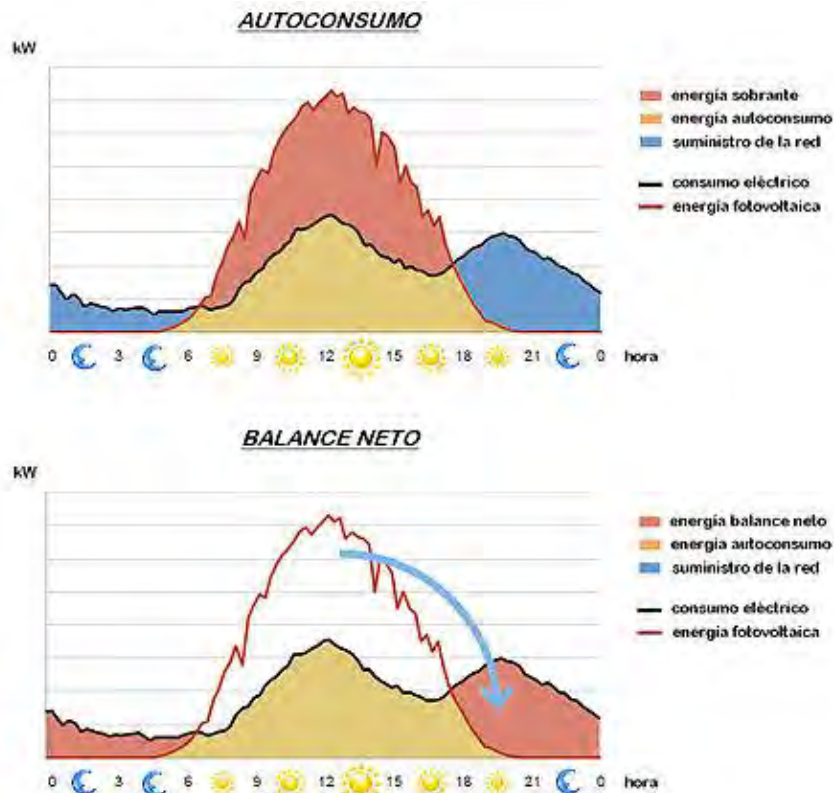 AUTOCONSUMO
kW
energía sobrante
energía autoconsumo
suministro de la red
consumo elèctrico
energía fotovoltaica
0 3 6 9 12 15 18 21 0 hora
BALANCE NETO
kW
energía balance neto
energía autoconsumo
suministro de la red
consumo elèctrico
energía fotovoltaica
0 3 6 9 12 15 18 21 0 hora